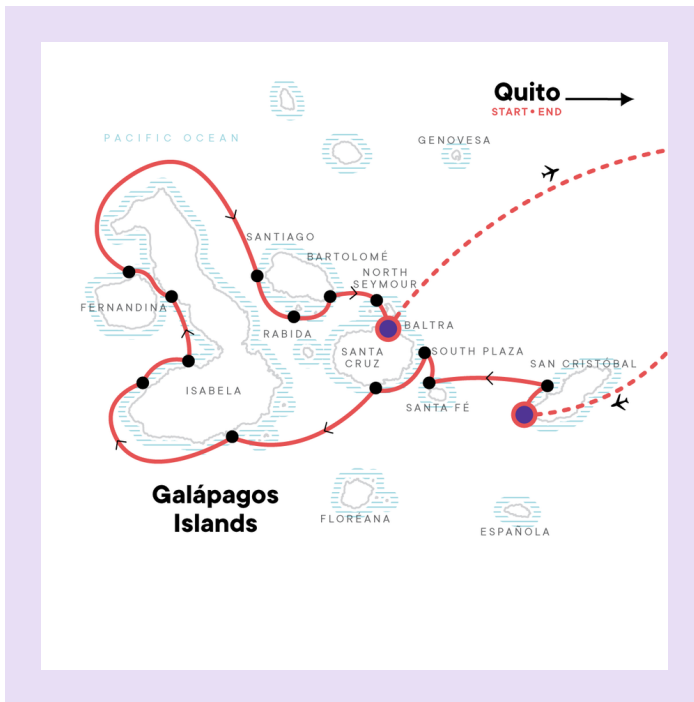 Quito
START • END
PACIFIC OCEAN
GENOVESA
SANTIAGO
BARTOLOMÉ
NORTH
SEYMOUR
FERNANDINA
RABIDA
BALTRA
SANTA
CRUZ
SOUTH PLAZA
SAN CRISTÓBAL
ISABELA
SANTA FÉ
Galápagos
Islands
FLOREANA
ESPAÑOLA